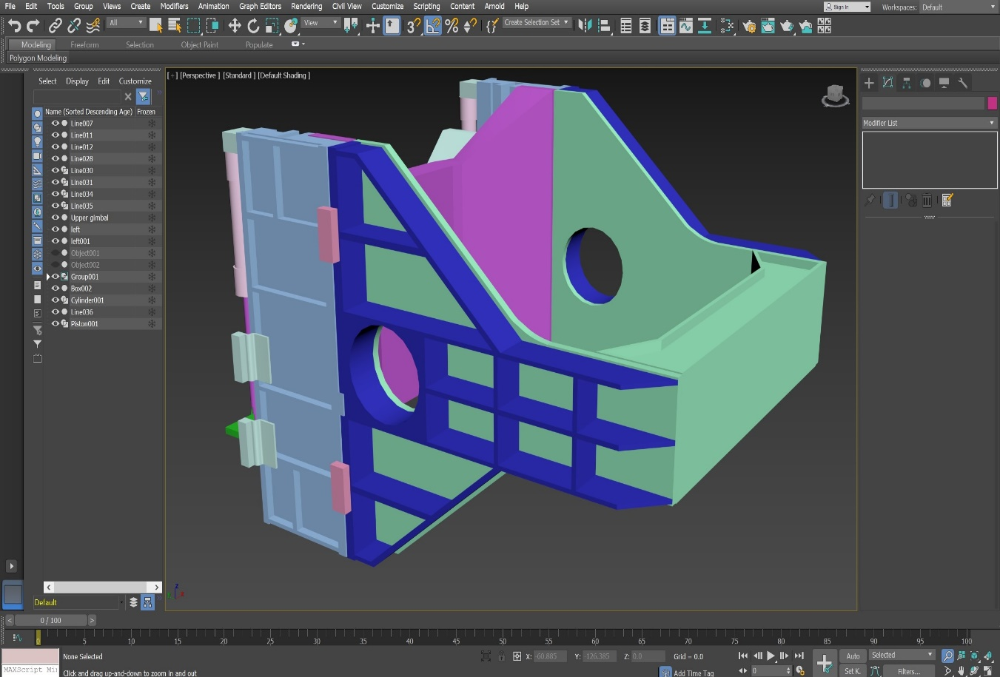 File Edit Tools Group Views Create Modifiers Animation Graph Editors Rendering Civil View Customize Scripting Content Arnold Help Sign In Workspaces: Default
All View 3 Create Selection Set
Modeling Freeform Selection Object Paint Populate
Polygon Modeling
Select Display Edit Customize
[ + ] [Perspective ] [Standard ] [Default Shading ]
Name (Sorted Descending Age) Frozen
Modifier List
Line007
Line011
Line012
Line028
Line030
Line031
Line034
Line035
Upper gimbal
left
left001
Object001
Object002
Group001
Box002
Cylinder001
Line036
Piston001
z
Default
< 0 / 100 >
0 5 10 15 20 25 30 35 40 45 50 55 60 65 70 75 80 85 90 95 100
None Selected X: -60.885 Y: -126.385 Z: 0.0 Grid = 0.0 Auto Selected
MAXScript Mi Click and drag up-and-down to zoom in and out Add Time Tag 0 Set K. Filters...